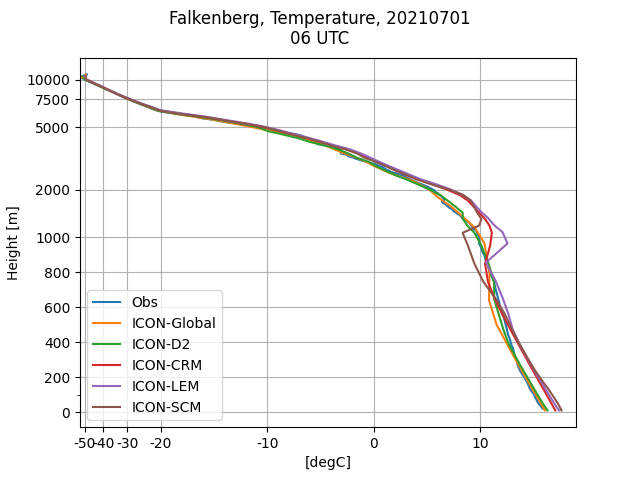 Falkenberg, Temperature, 20210701
06 UTC
10000
7500
5000
2000
1000
800
600
400
200
0
Height [m]
Obs
ICON-Global
ICON-D2
ICON-CRM
ICON-LEM
ICON-SCM
-50 -40 -30 -20 -10 0 10
[degC]